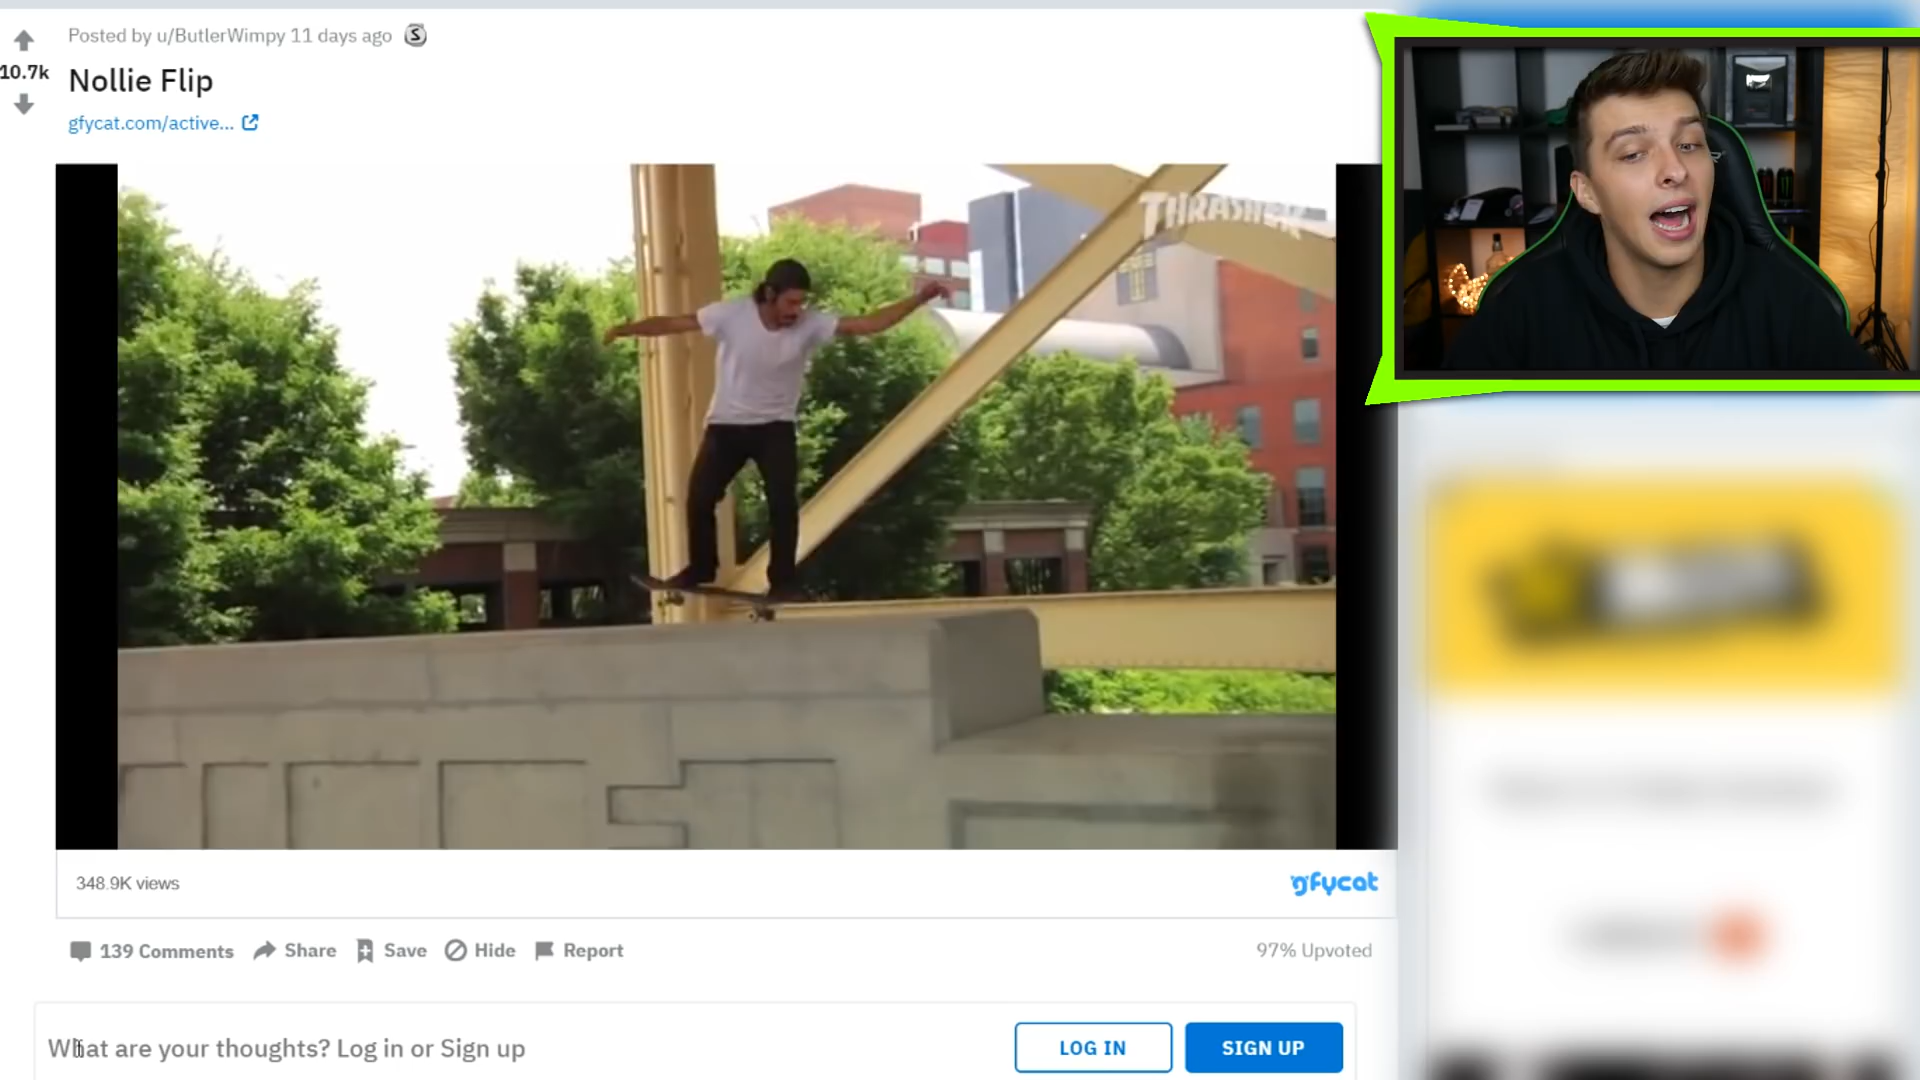 Posted by u/ButlerWimpy 11 days ago
10.7k
Nollie Flip
gfycat.com/active...
THRASHER
348.9K views
gfycat
139 Comments
Share
Save
Hide
Report
97% Upvoted
What are your thoughts? Log in or Sign up
LOG IN
SIGN UP